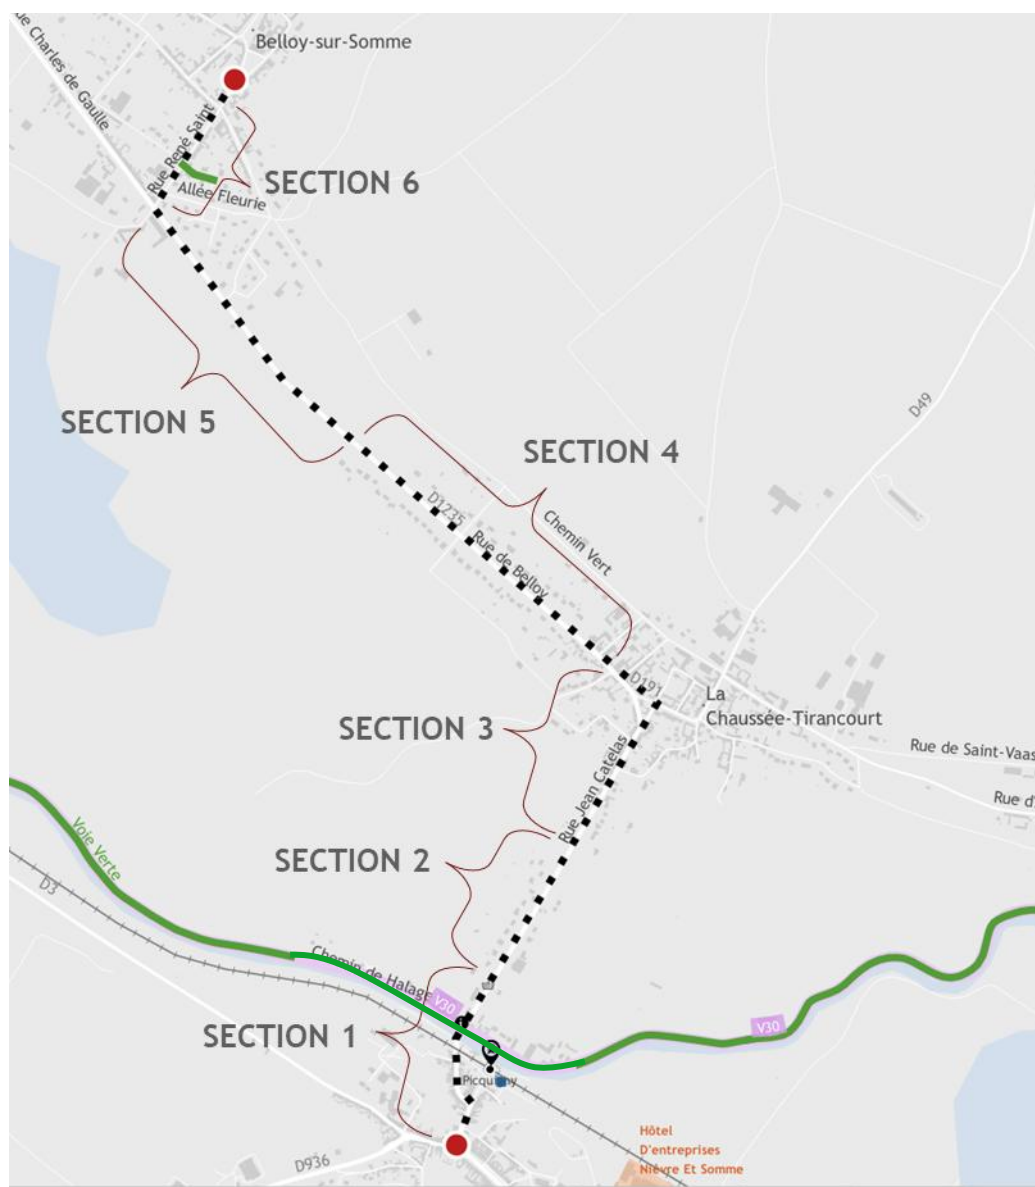 Belloy-sur-Somme
ue Charles de Gaulle
Rue René Saint
SECTION 6
Allée Fleurie
SECTION 5
D49
SECTION 4
D1235
Chemin Vert
Rue de Belloy
D191
La
Chaussée-Tirancourt
SECTION 3
Rue de Saint-Vaas
Rue Jean Catelas
Rue d'
Voie Verte
SECTION 2
D3
Chemin de Halage
V30
V30
SECTION 1
Picquigny
Hôtel
D'entreprises
Nièvre Et Somme
D936